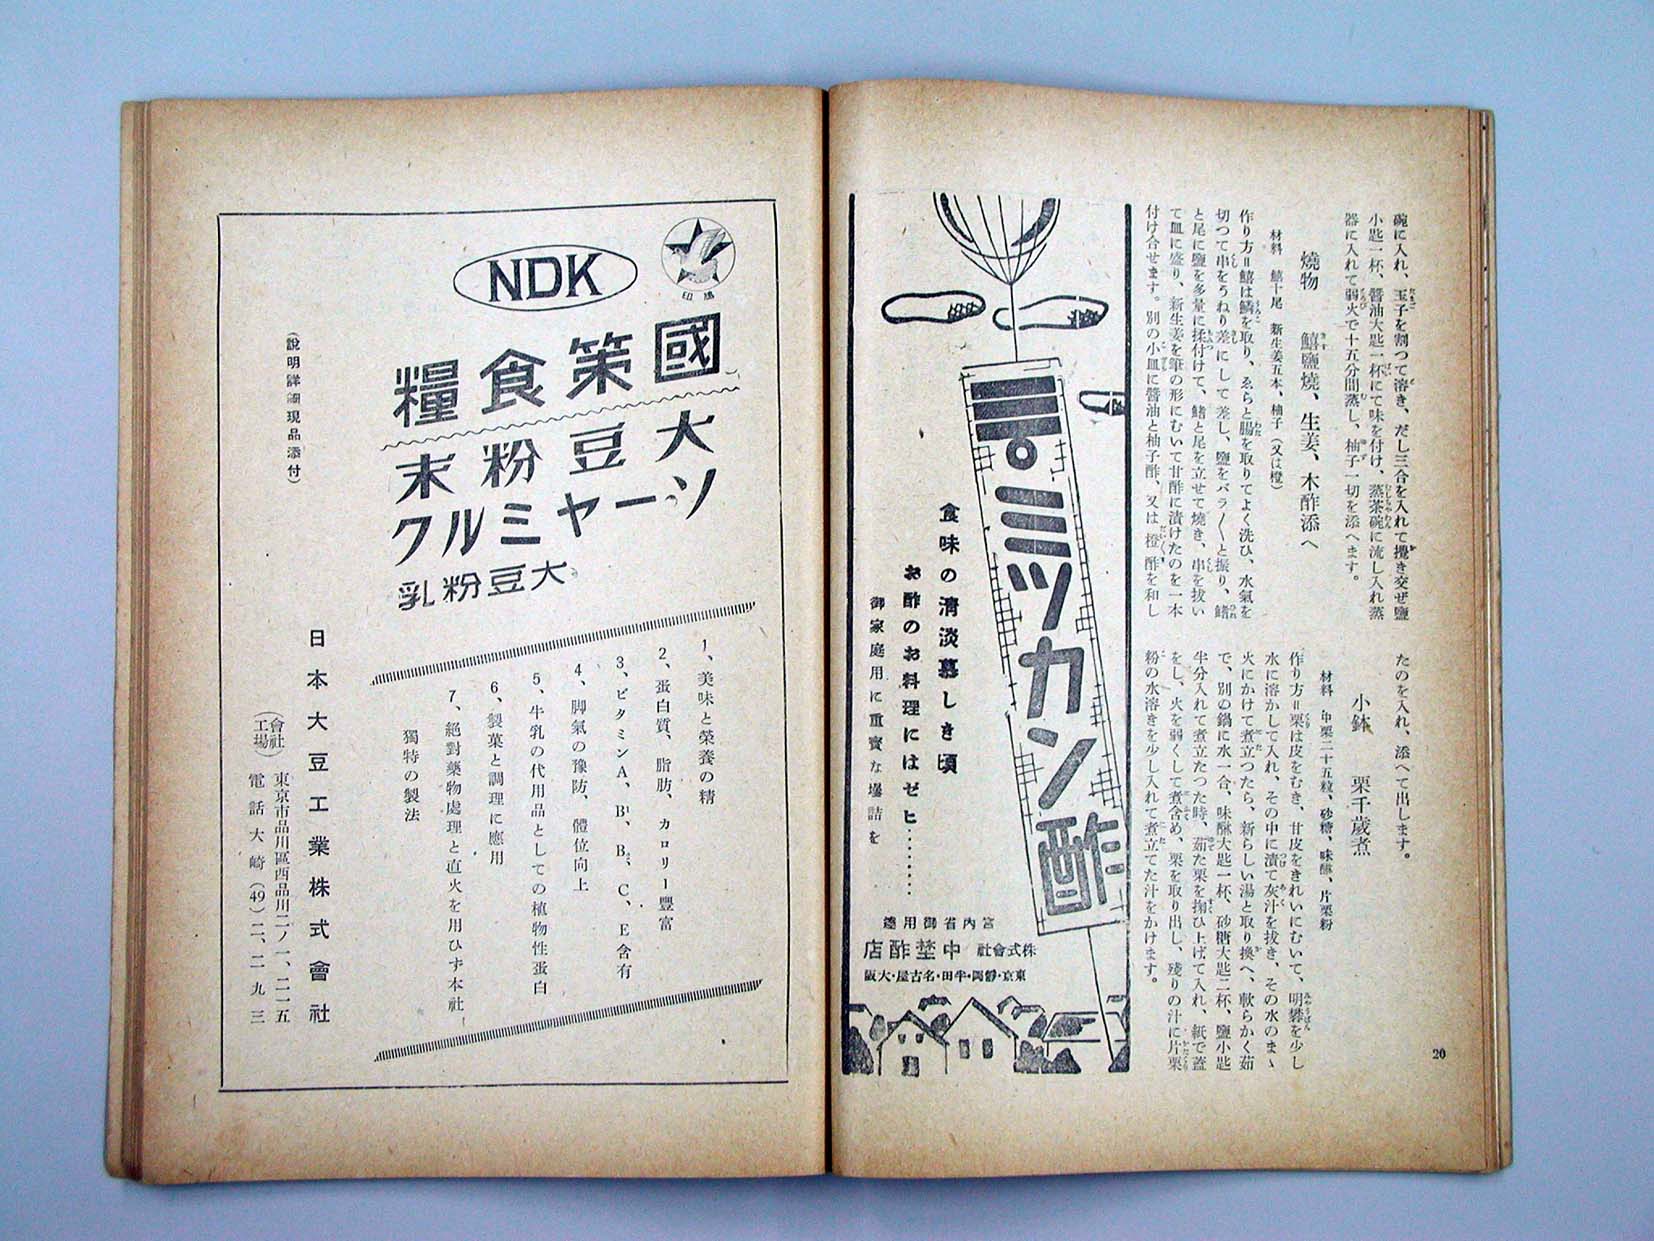 碗に入れ、玉子を割つて溶き、だし三合を入れて攪き交ぜ鹽
小匙一杯、醬油大匙一杯にて味を付け、蒸茶碗に流し入れ蒸
器に入れて弱火で十五分間蒸し、柚子一切を添へます。
燒物 鱚鹽燒、生姜、木酢添へ
材料 鱚十尾 新生姜五本、柚子(又は橙)
作り方=鱚は鱗を取り、ゑらと腸を取りてよく洗ひ、水氣を
切つて串をうねり差にして差し、鹽をバラ〱と振り、鰭
と尾に鹽を多量に揉付けて、鰭と尾を立せて燒き、串を拔い
て皿に盛り、新生姜を筆の形にむいて甘酢に漬けたのを一本
付け合せます。別の小皿に醬油と柚子酢、又は橙酢を和し
たのを入れ、添へて出します。
小鉢 栗千歲煮
材料 中栗二十五粒、砂糖、味醂、片栗粉
作り方=栗は皮をむき、甘皮をきれいにむいて、明礬を少し
水に溶かして入れ、その中に漬て灰汁を拔き、その水のまゝ
火にかけて煮立つたら、新らしい湯と取り換へ、軟らかく茹
で、別の鍋に水一合、味醂大匙一杯、砂糖大匙二杯、鹽小匙
半分入れて煮立たつた時、茹た栗を掬ひ上げて入れ、紙で蓋
をし、火を弱くして煮含め、栗を取り出し、殘りの汁に片栗
粉の水溶きを少し入れて煮立てた汁をかけます。
20
ミツカン酢
食味の淸淡慕しき頃
お酢のお料理にはゼヒ………
御家庭用に重寶な壜詰を
宮內省御用達
株式會社 中埜酢店
東京・靜岡・半田・名古屋・大阪
鳩印
NDK
國策食糧
大豆粉末
ソーヤミルク
大豆粉乳
1、美味と榮養の精
2、蛋白質、脂肪、カロリー豐富
3、ビタミンA、B¹、B²、C、E含有
4、脚氣の豫防、體位向上
5、牛乳の代用品としての植物性蛋白
6、製菓と調理に應用
7、絕對藥物處理と直火を用ひず本社
獨特の製法
(說明詳細現品添付)
日本大豆工業株式會社
(會社工場) 東京市品川區西品川二ノ一、二一五
電話大崎(49)二、二九三